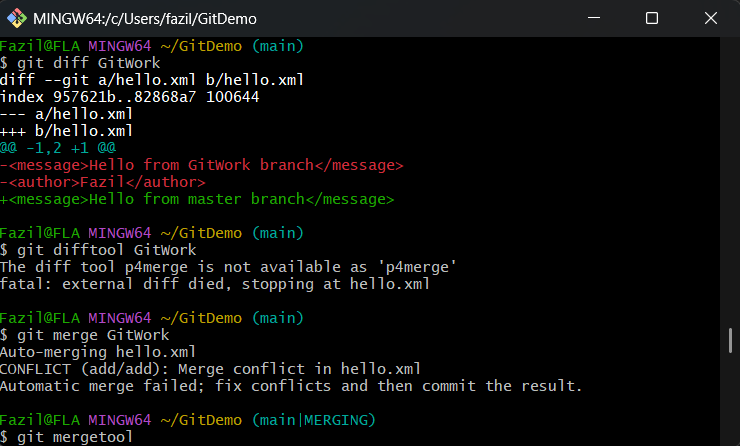 MINGW64:/c/Users/fazil/GitDemo
Fazil@FLA MINGW64 ~/GitDemo (main)
$ git diff GitWork
diff --git a/hello.xml b/hello.xml
index 957621b..82868a7 100644
--- a/hello.xml
+++ b/hello.xml
@@ -1,2 +1 @@
-<message>Hello from GitWork branch</message>
-<author>Fazil</author>
+<message>Hello from master branch</message>
Fazil@FLA MINGW64 ~/GitDemo (main)
$ git difftool GitWork
The diff tool p4merge is not available as 'p4merge'
fatal: external diff died, stopping at hello.xml
Fazil@FLA MINGW64 ~/GitDemo (main)
$ git merge GitWork
Auto-merging hello.xml
CONFLICT (add/add): Merge conflict in hello.xml
Automatic merge failed; fix conflicts and then commit the result.
Fazil@FLA MINGW64 ~/GitDemo (main|MERGING)
$ git mergetool